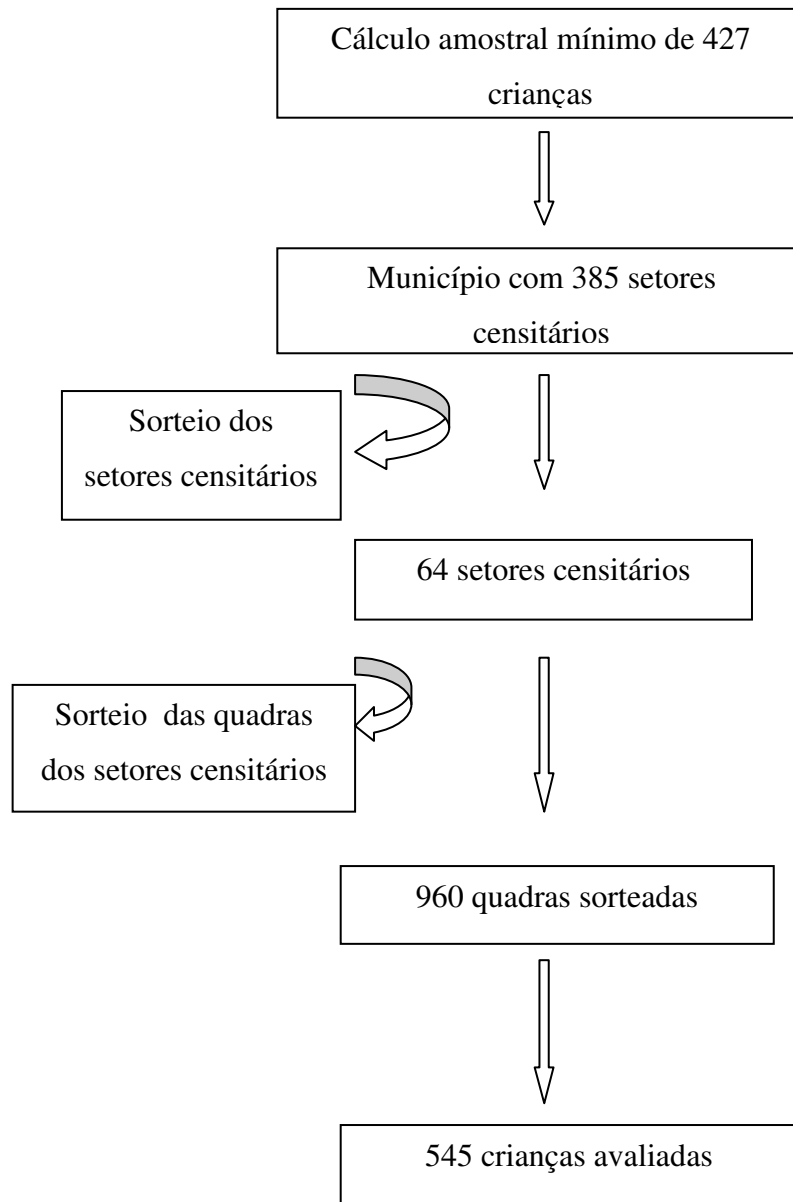 Cálculo amostral mínimo de 427
crianças
Município com 385 setores
censitários
Sorteio dos
setores censitários
64 setores censitários
Sorteio das quadras
dos setores censitários
960 quadras sorteadas
545 crianças avaliadas